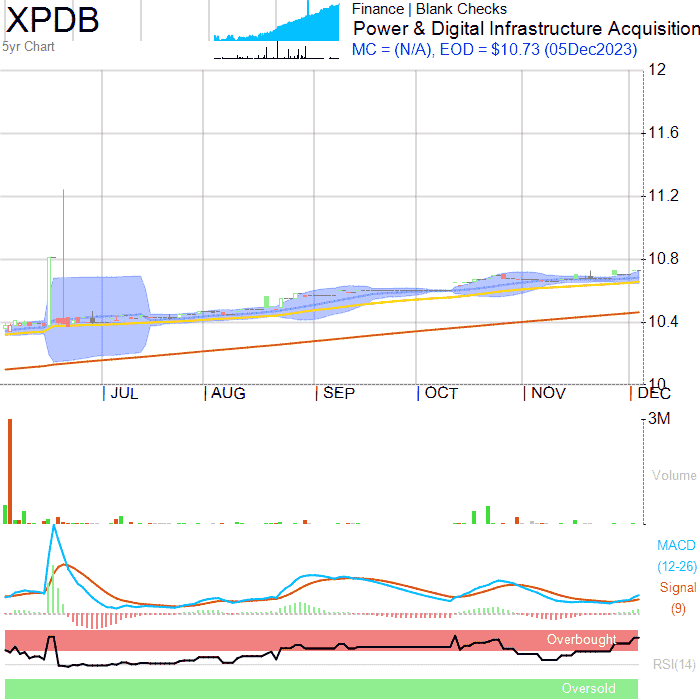 XPDB
5yr Chart
Finance | Blank Checks
Power & Digital Infrastructure Acquisition
MC = (N/A), EOD = $10.73 (05Dec2023)
12
11.6
11.2
10.8
10.4
10
JUL
AUG
SEP
OCT
NOV
DEC
3M
Volume
MACD
(12-26)
Signal
(9)
Overbought
RSI(14)
Oversold